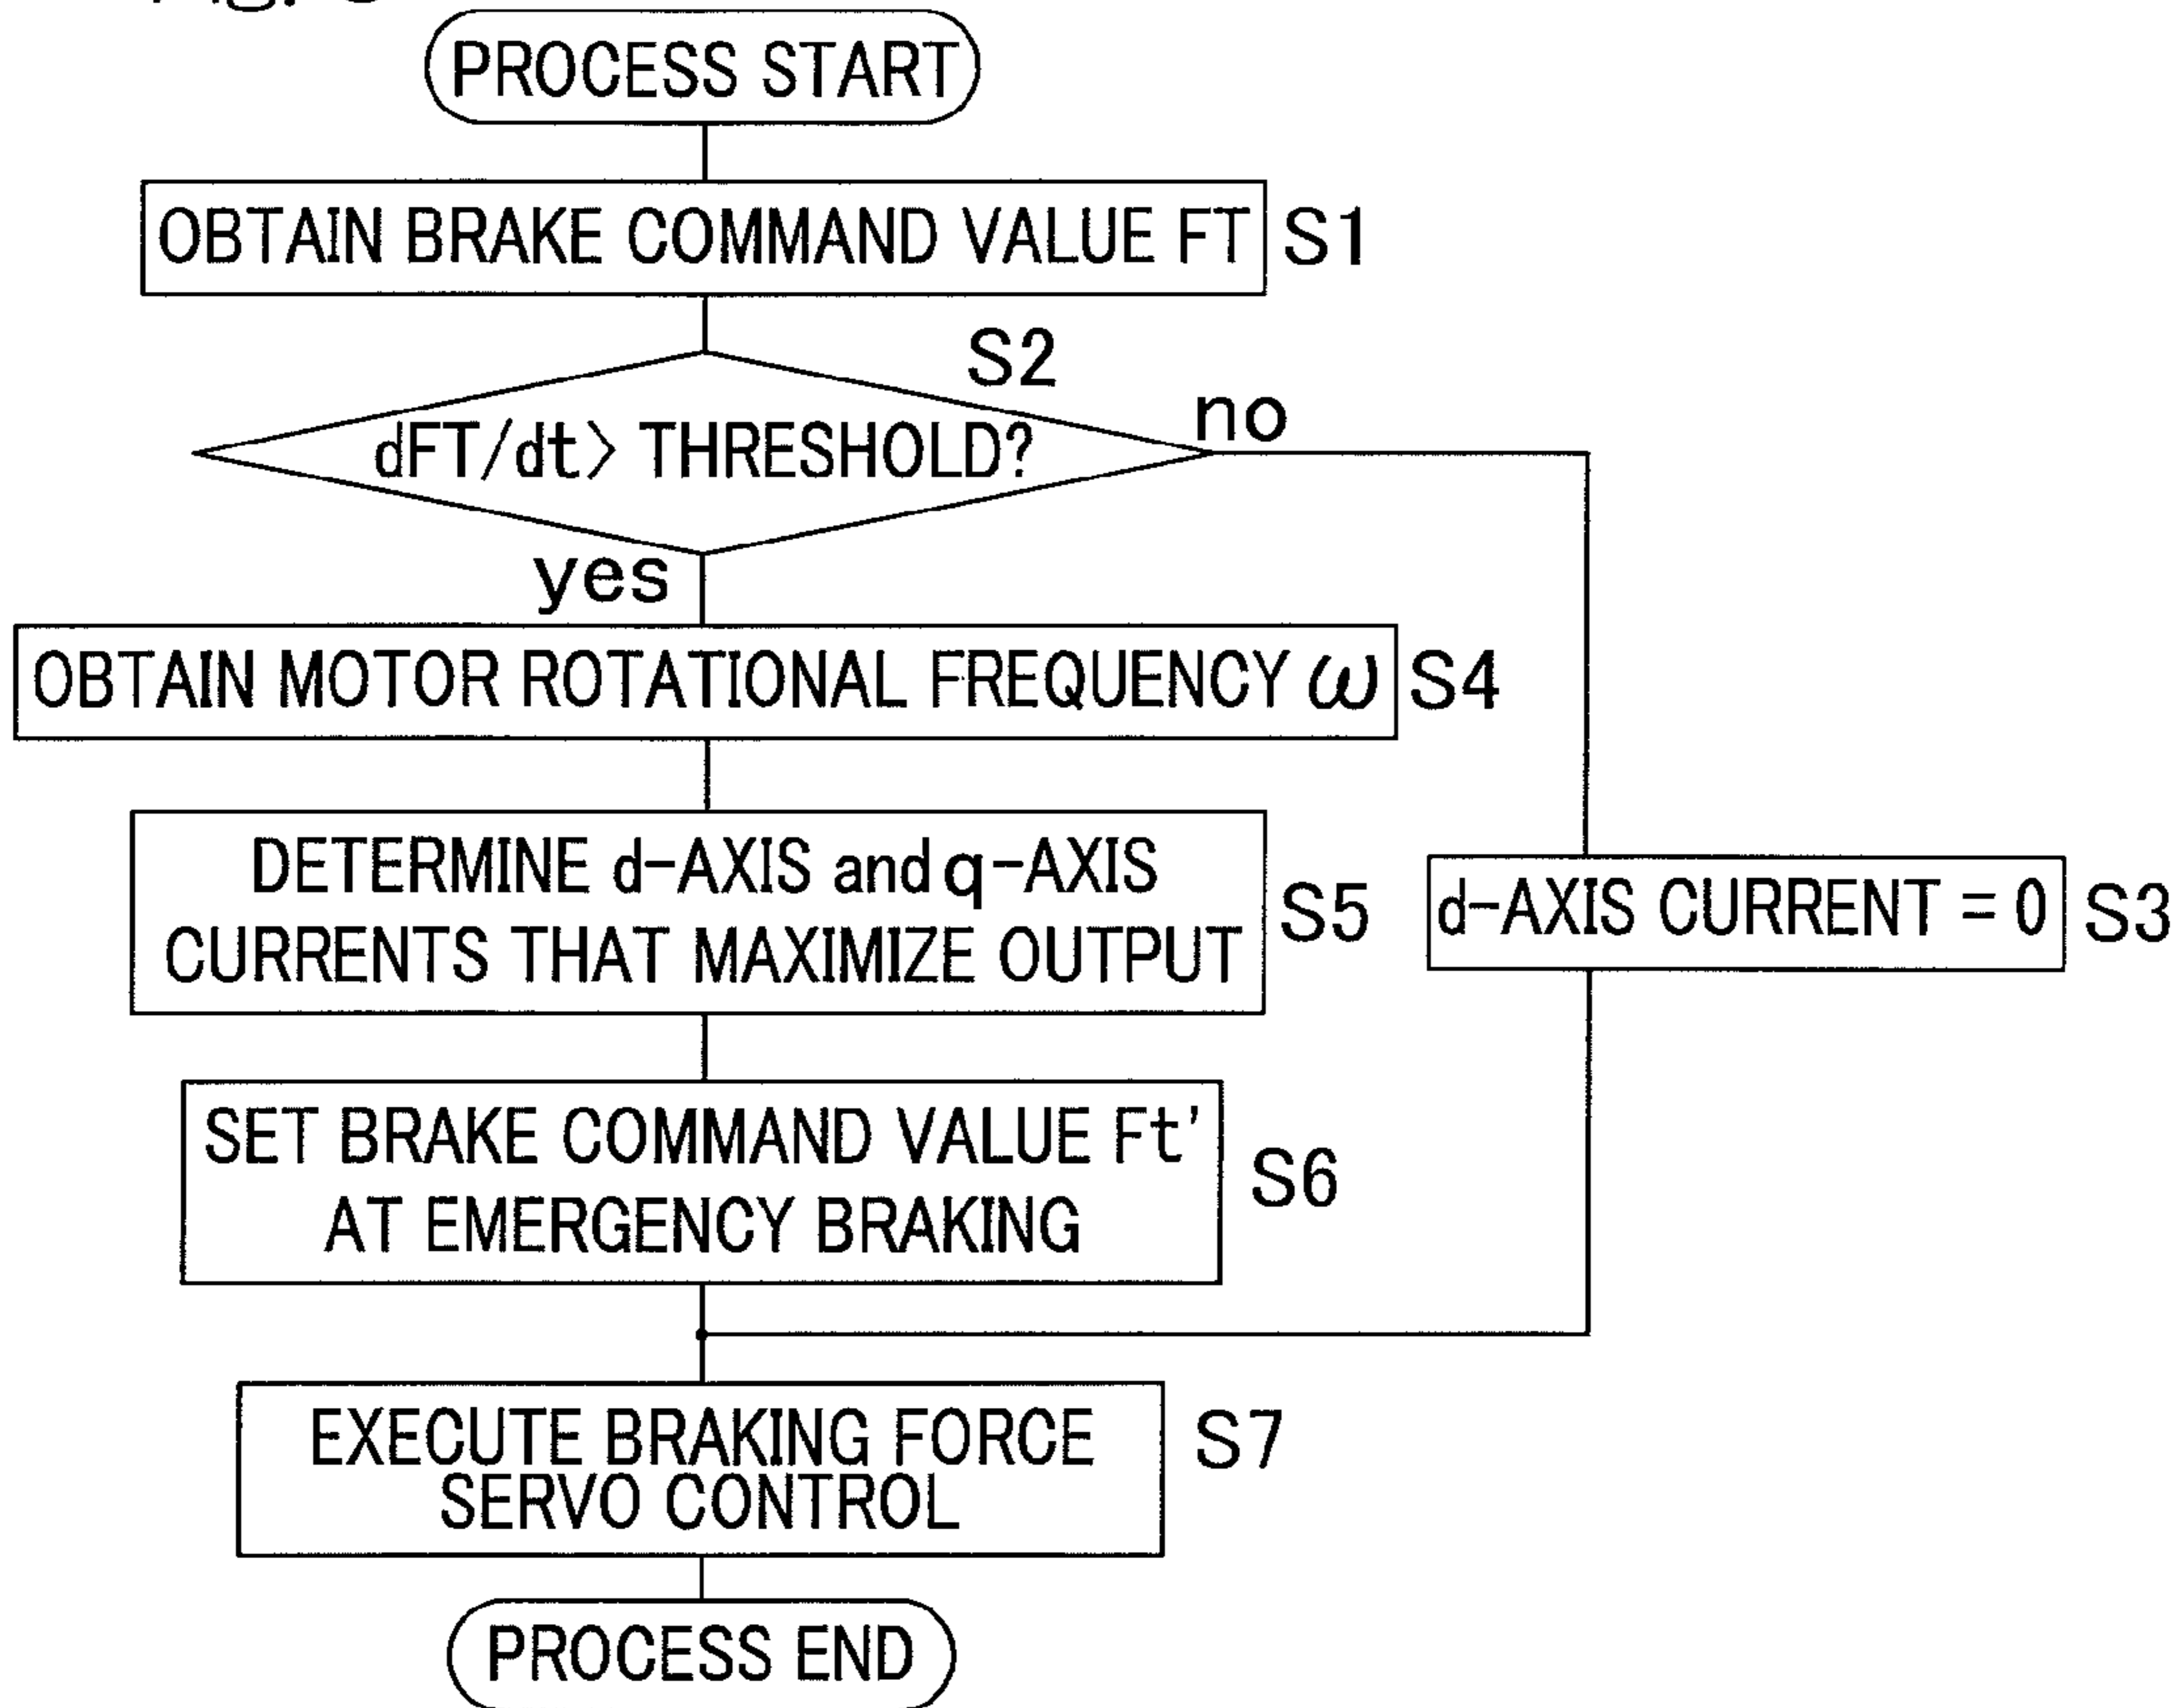 PROCESS START
OBTAIN BRAKE COMMAND VALUE FT
S1
S2
dFT/dt> THRESHOLD?
no
yes
OBTAIN MOTOR ROTATIONAL FREQUENCY ω
S4
DETERMINE d-AXIS and q-AXIS
CURRENTS THAT MAXIMIZE OUTPUT
S5
d-AXIS CURRENT = 0
S3
SET BRAKE COMMAND VALUE Ft'
AT EMERGENCY BRAKING
S6
EXECUTE BRAKING FORCE
SERVO CONTROL
S7
PROCESS END